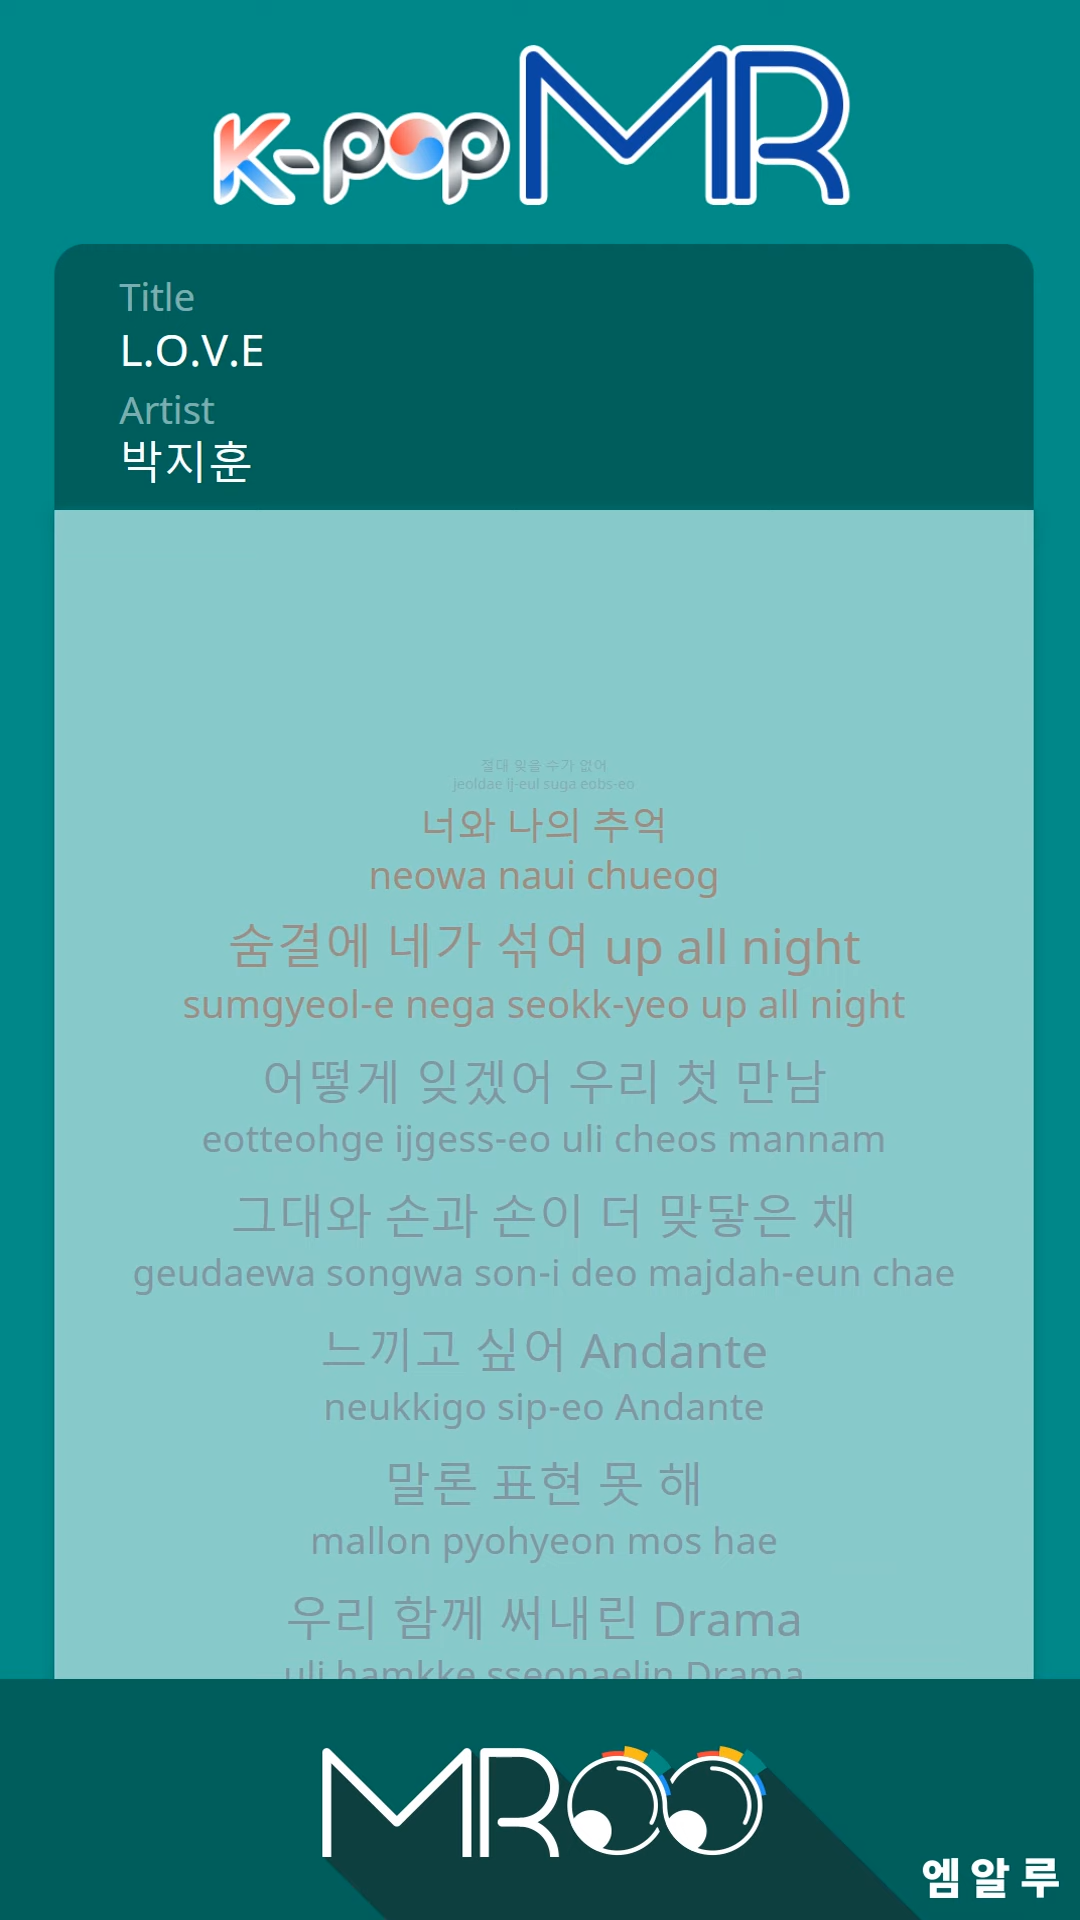 K-pop MR
Title
L.O.V.E
Artist
박지훈
절대 잊을 수가 없어
jeoldae ij-eul suga eobs-eo
너와 나의 추억
neowa naui chueog
숨결에 네가 섞여 up all night
sumgyeol-e nega seokk-yeo up all night
어떻게 잊겠어 우리 첫 만남
eotteohge ijgess-eo uli cheos mannam
그대와 손과 손이 더 맞닿은 채
geudaewa songwa son-i deo majdah-eun chae
느끼고 싶어 Andante
neukkigo sip-eo Andante
말론 표현 못 해
mallon pyohyeon mos hae
우리 함께 써내린 Drama
uli hamkke sseonaelin Drama
MROO
엠알루